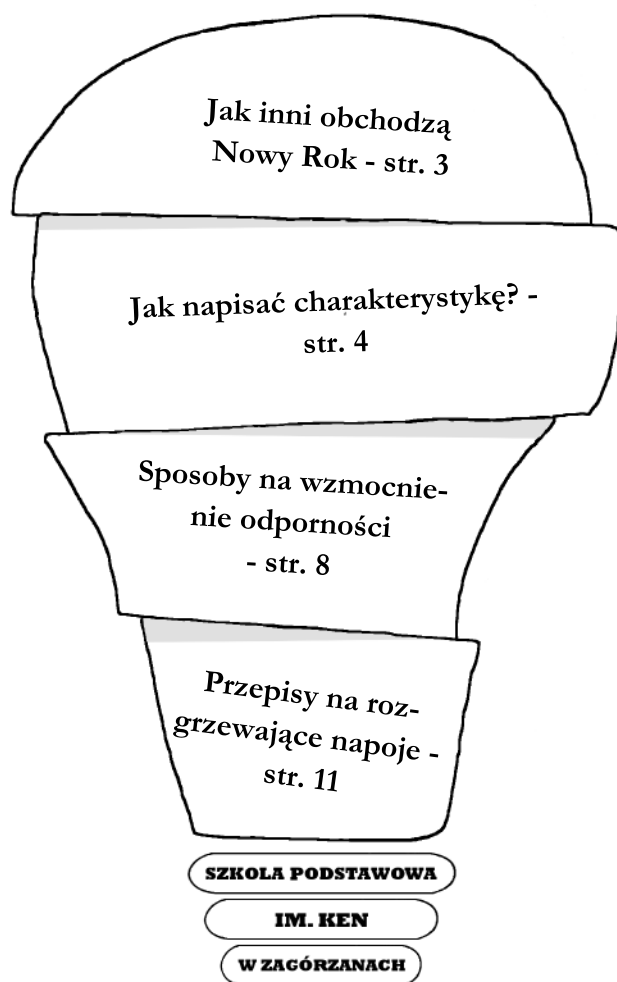 Jak inni obchodzą
Nowy Rok - str. 3
Jak napisać charakterystykę? -
str. 4
Sposoby na wzmocnie-
nie odporności
- str. 8
Przepisy na roz-
grzewające napoje -
str. 11
SZKOLA PODSTAWOWA
IM. KEN
W ZAGÓRZANACH